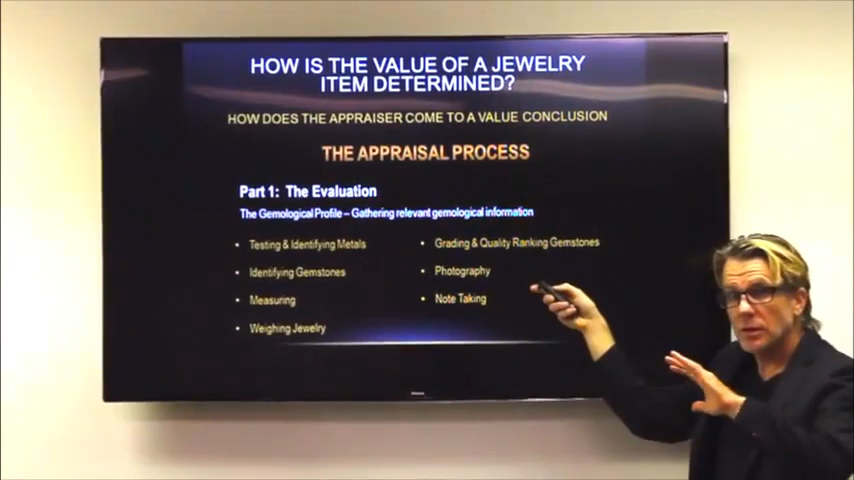 HOW IS THE VALUE OF A JEWELRY
ITEM DETERMINED?
HOW DOES THE APPRAISER COME TO A VALUE CONCLUSION
THE APPRAISAL PROCESS
Part 1: The Evaluation
The Gemological Profile – Gathering relevant gemological information
• Testing & Identifying Metals
• Identifying Gemstones
• Measuring
• Weighing Jewelry
• Grading & Quality Ranking Gemstones
• Photography
• Note Taking